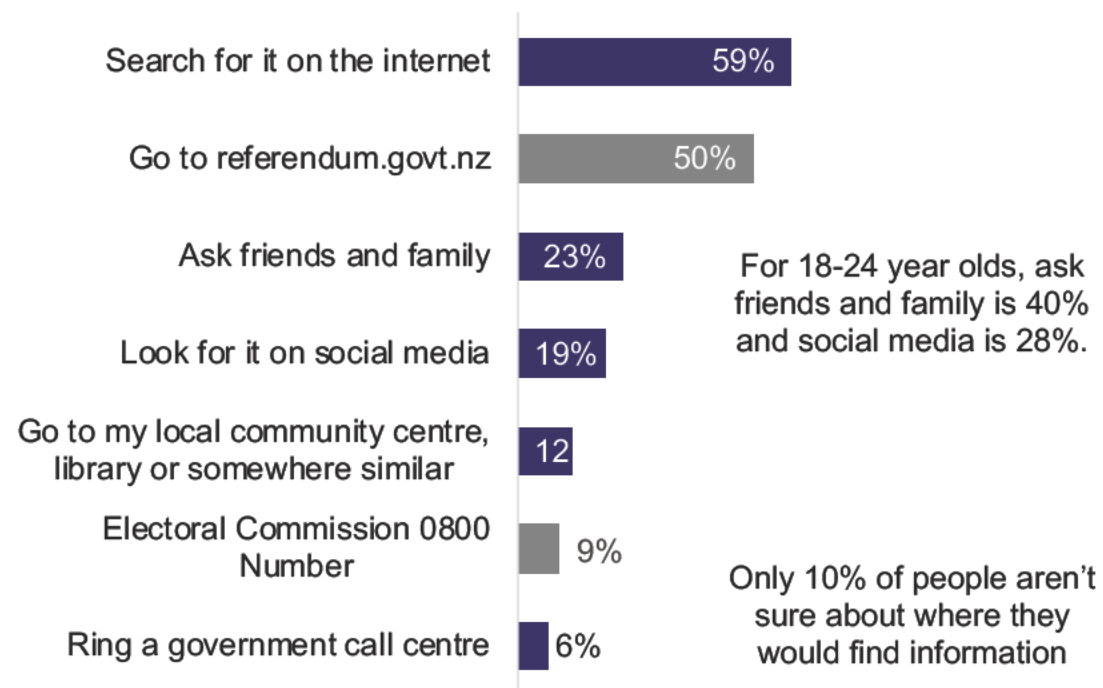 Search for it on the internet
59%
Go to referendum.govt.nz
50%
Ask friends and family
23%
For 18-24 year olds, ask
friends and family is 40%
and social media is 28%.
Look for it on social media
19%
Go to my local community centre,
library or somewhere similar
12
Electoral Commission 0800
Number
9%
Only 10% of people aren’t
sure about where they
would find information
Ring a government call centre
6%